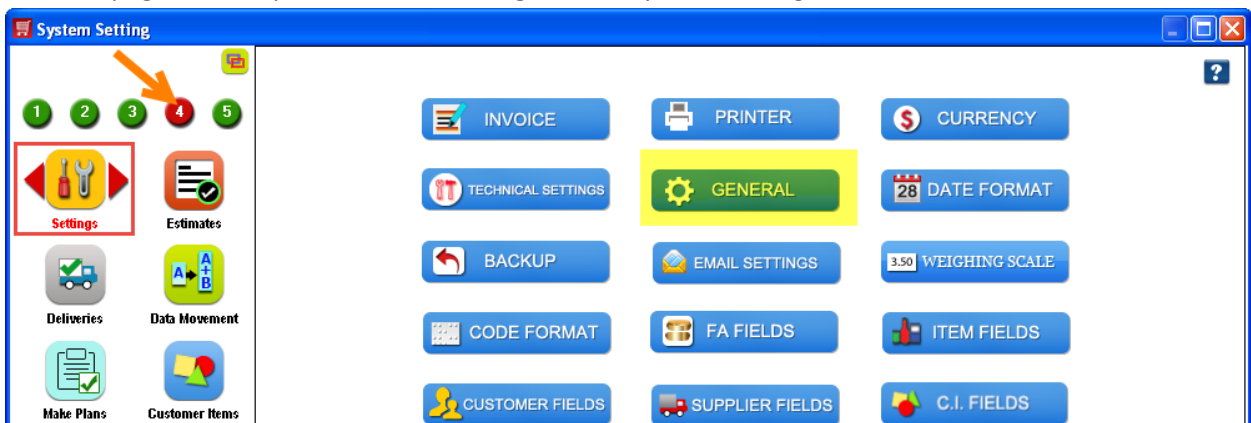 System Setting
?
1 2 3 4 5
Settings
Estimates
Deliveries
A A+B
Data Movement
Make Plans
Customer Items
INVOICE
PRINTER
$ CURRENCY
TECHNICAL SETTINGS
GENERAL
28 DATE FORMAT
BACKUP
EMAIL SETTINGS
3.50 WEIGHING SCALE
CODE FORMAT
FA FIELDS
ITEM FIELDS
CUSTOMER FIELDS
SUPPLIER FIELDS
C.I. FIELDS